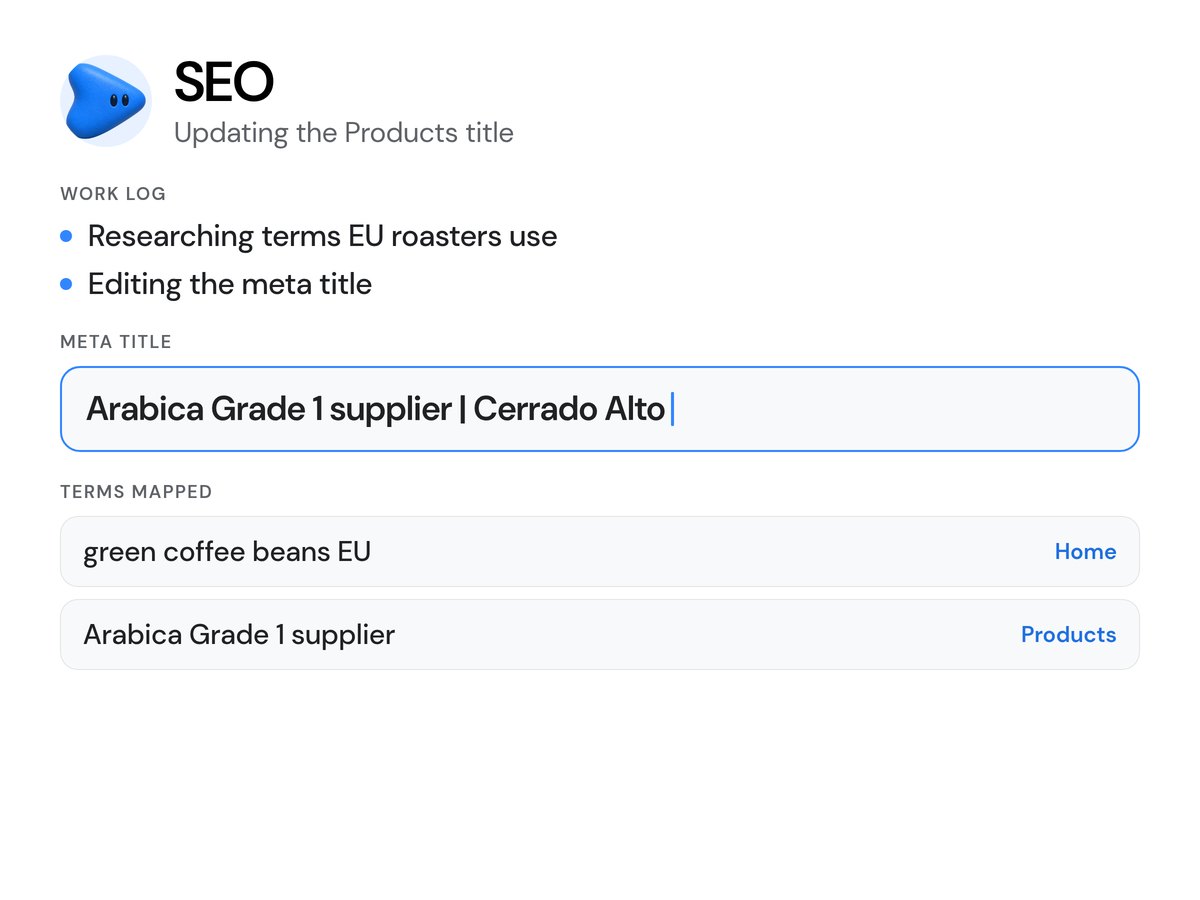 SEO
Updating the Products title
WORK LOG
Researching terms EU roasters use
Editing the meta title
META TITLE
Arabica Grade 1 supplier | Cerrado Alto
TERMS MAPPED
green coffee beans EU
Home
Arabica Grade 1 supplier
Products